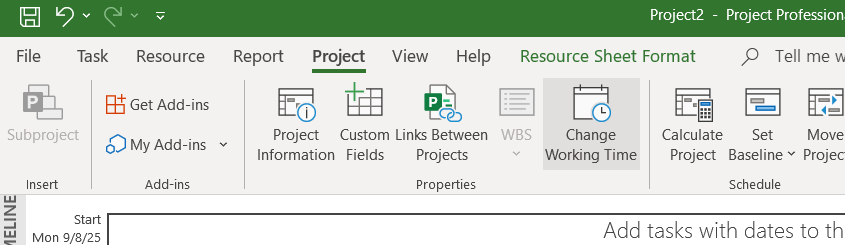 Project2 - Project Professiona
File Task Resource Report Project View Help Resource Sheet Format Tell me w
Subproject
Get Add-ins
My Add-ins
Project
Information
Custom
Fields
Links Between
Projects
WBS
Change
Working Time
Calculate
Project
Set
Baseline
Move
Projec
Insert Add-ins Properties Schedule
MELINE
Start
Mon 9/8/25
Add tasks with dates to th